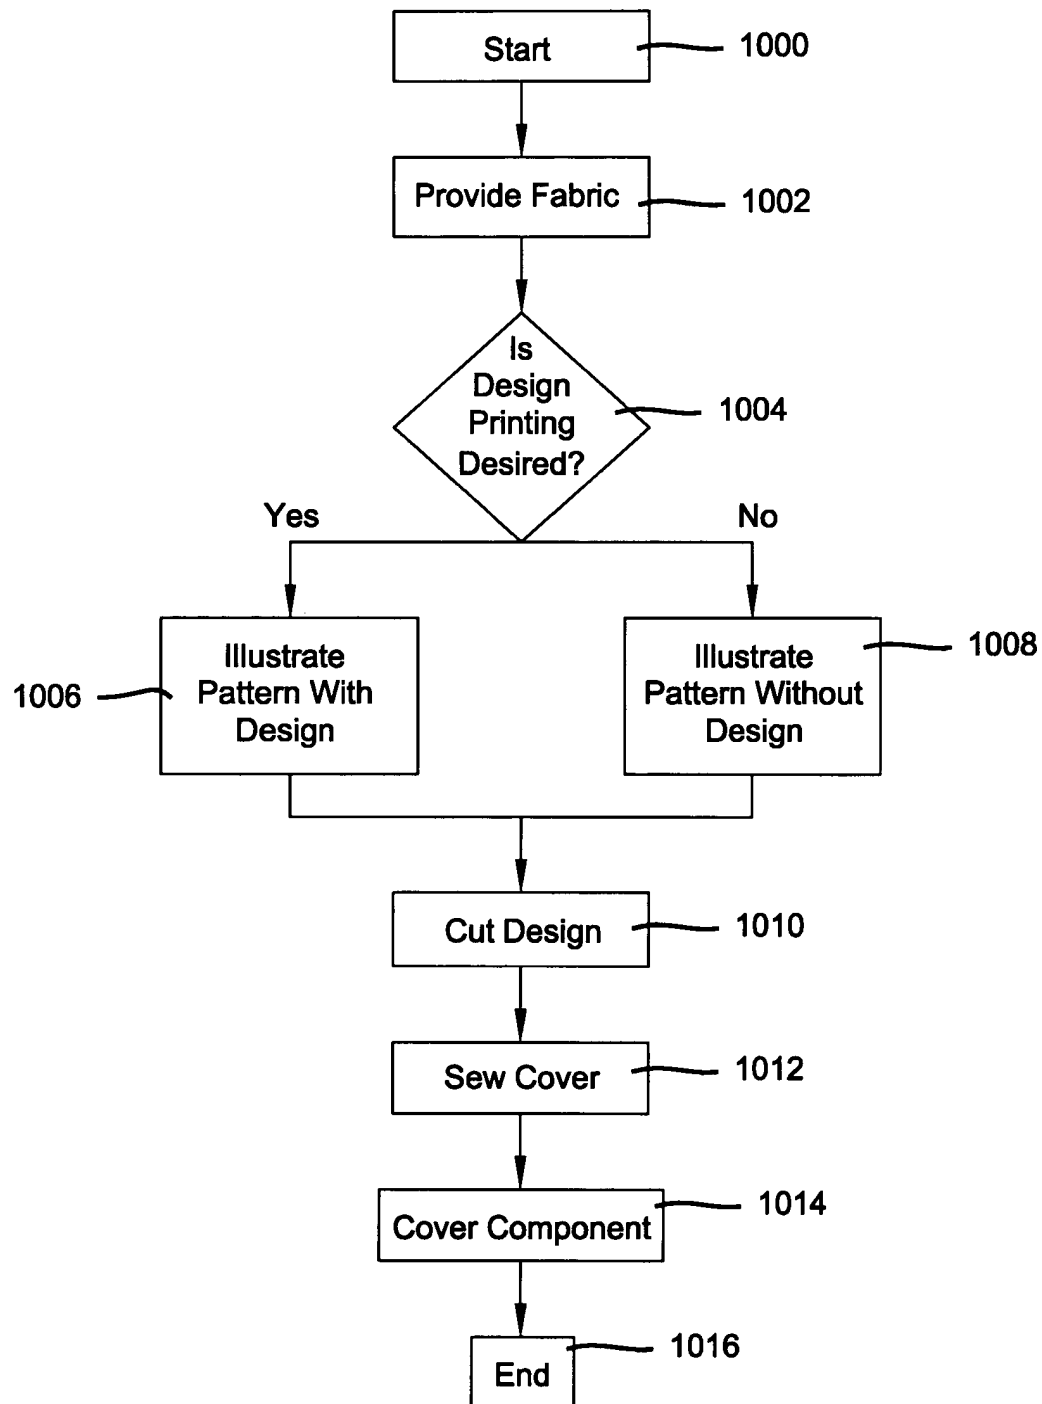 Start
1000
Provide Fabric
1002
Is
Design
Printing
Desired?
1004
Yes
No
Illustrate
Pattern With
Design
1006
Illustrate
Pattern Without
Design
1008
Cut Design
1010
Sew Cover
1012
Cover Component
1014
End
1016